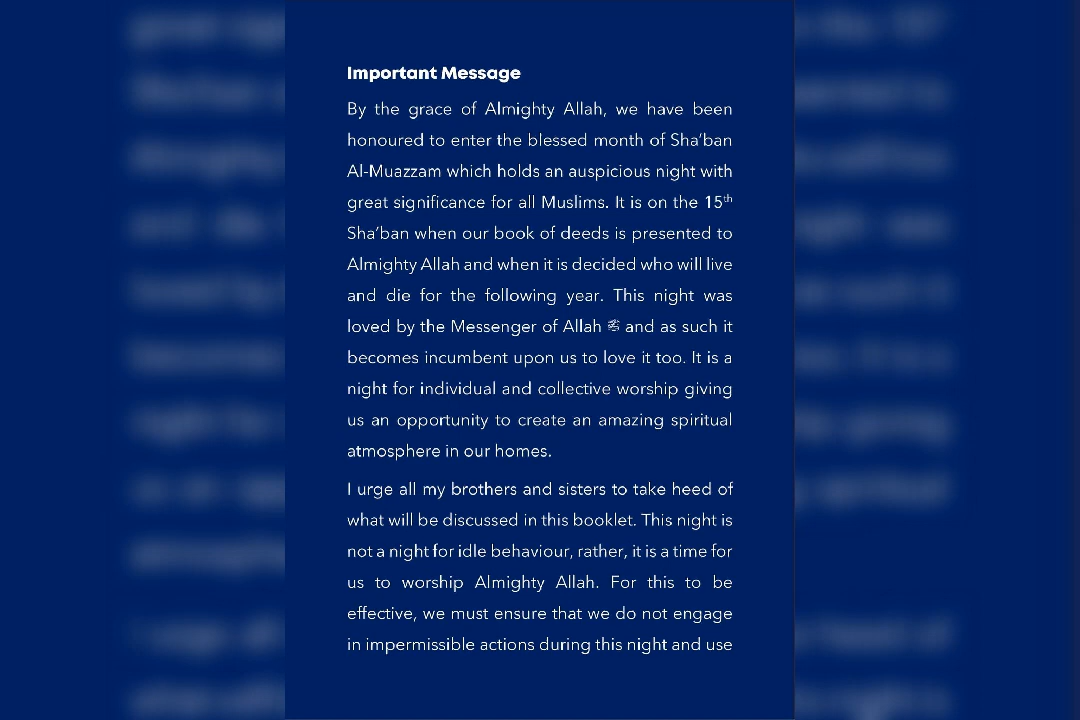 Important Message
By the grace of Almighty Allah, we have been
honoured to enter the blessed month of Sha’ban
Al-Muazzam which holds an auspicious night with
great significance for all Muslims. It is on the 15th
Sha’ban when our book of deeds is presented to
Almighty Allah and when it is decided who will live
and die for the following year. This night was
loved by the Messenger of Allah ﷺ and as such it
becomes incumbent upon us to love it too. It is a
night for individual and collective worship giving
us an opportunity to create an amazing spiritual
atmosphere in our homes.
I urge all my brothers and sisters to take heed of
what will be discussed in this booklet. This night is
not a night for idle behaviour, rather, it is a time for
us to worship Almighty Allah. For this to be
effective, we must ensure that we do not engage
in impermissible actions during this night and use